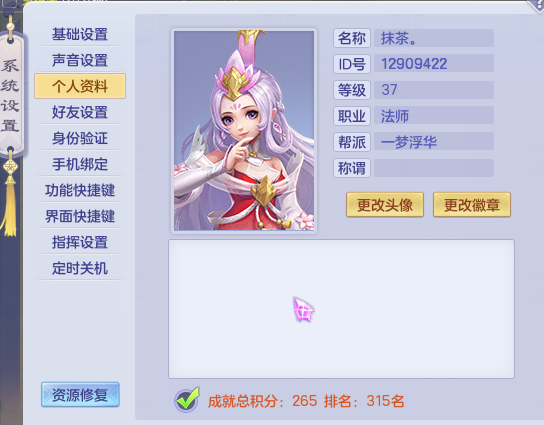 系统设置
基础设置
声音设置
个人资料
好友设置
身份验证
手机绑定
功能快捷键
界面快捷键
指挥设置
定时关机
资源修复
名称 抹茶。
ID号 12909422
等级 37
职业 法师
帮派 一梦浮华
称谓
更改头像 更改徽章
成就总积分：265 排名：315名